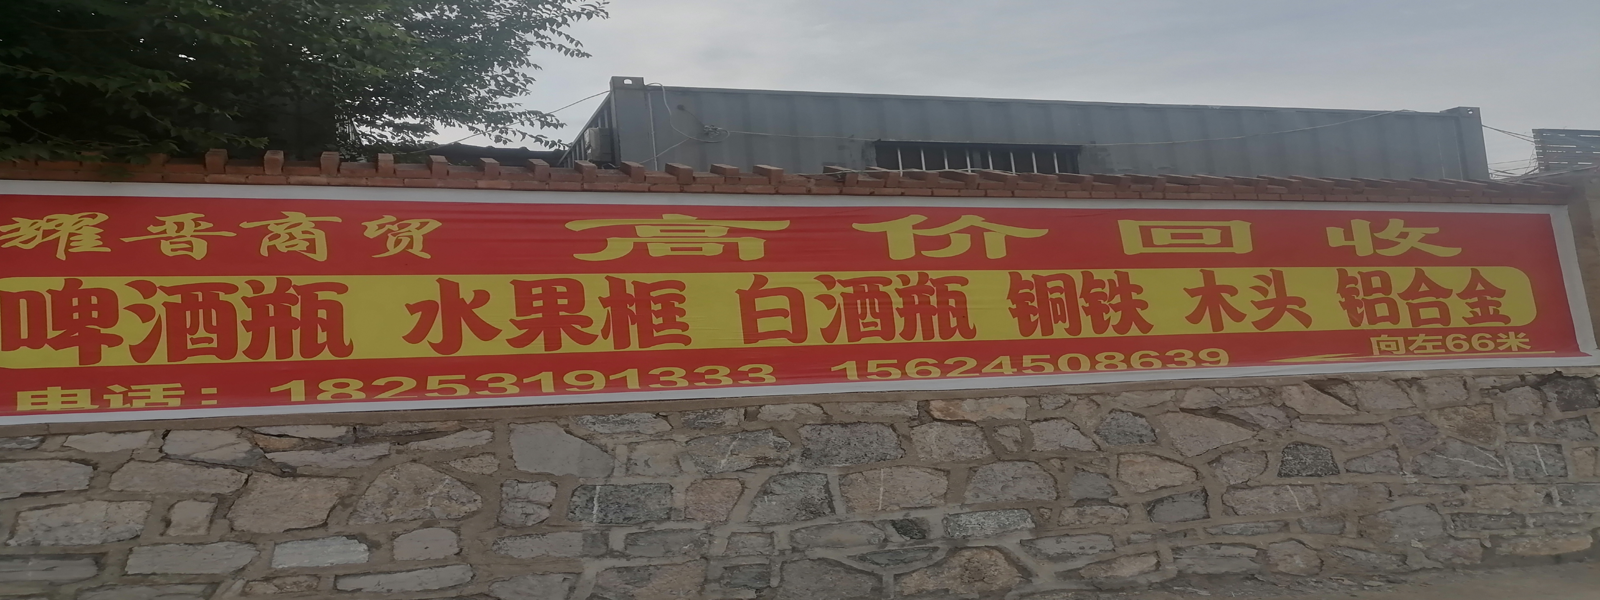 耀晋商贸 高价回收
啤酒瓶 水果框 白酒瓶 铜铁 木头 铝合金
电话：18253191333 15624508639 向左66米